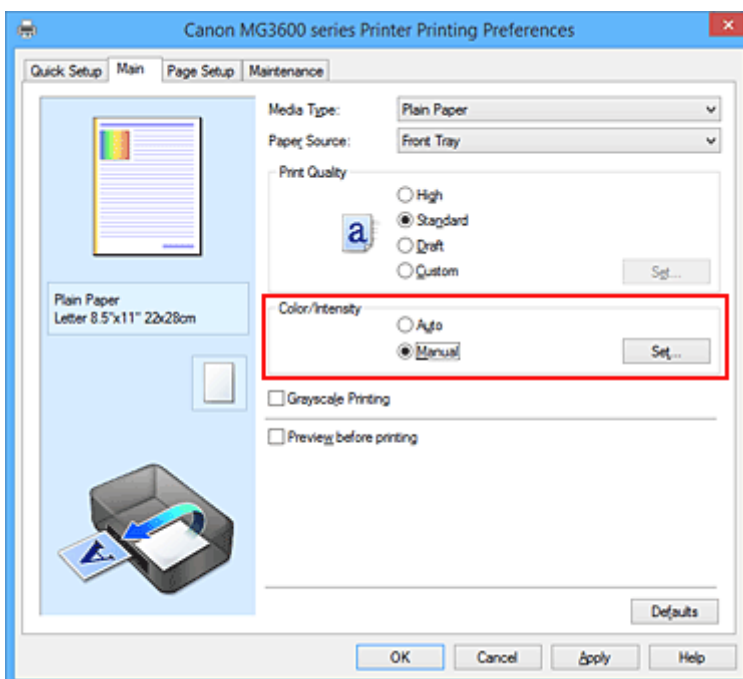 Canon MG3600 series Printer Printing Preferences
Quick Setup Main Page Setup Maintenance
Media Type: Plain Paper
Paper Source: Front Tray
Print Quality
High
Standard
Draft
Custom Set...
a
Plain Paper
Letter 8.5"x11" 22x28cm
Color/Intensity
Auto
Manual Set...
Grayscale Printing
Preview before printing
A
Defaults
OK Cancel Apply Help